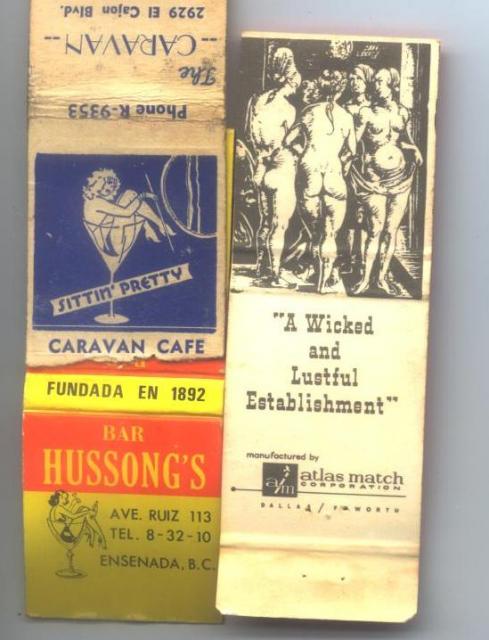 2929 El Cajon Blvd.
--CARAVAN--
The
Phone R-9353
SITTIN' PRETTY
CARAVAN CAFE
FUNDADA EN 1892
BAR
HUSSONG'S
AVE. RUIZ 113
TEL. 8-32-10
ENSENADA, B.C.
"A Wicked
and
Lustful
Establishment"
manufactured by
a/m atlas match
CORPORATION
DALLAS / FT. WORTH